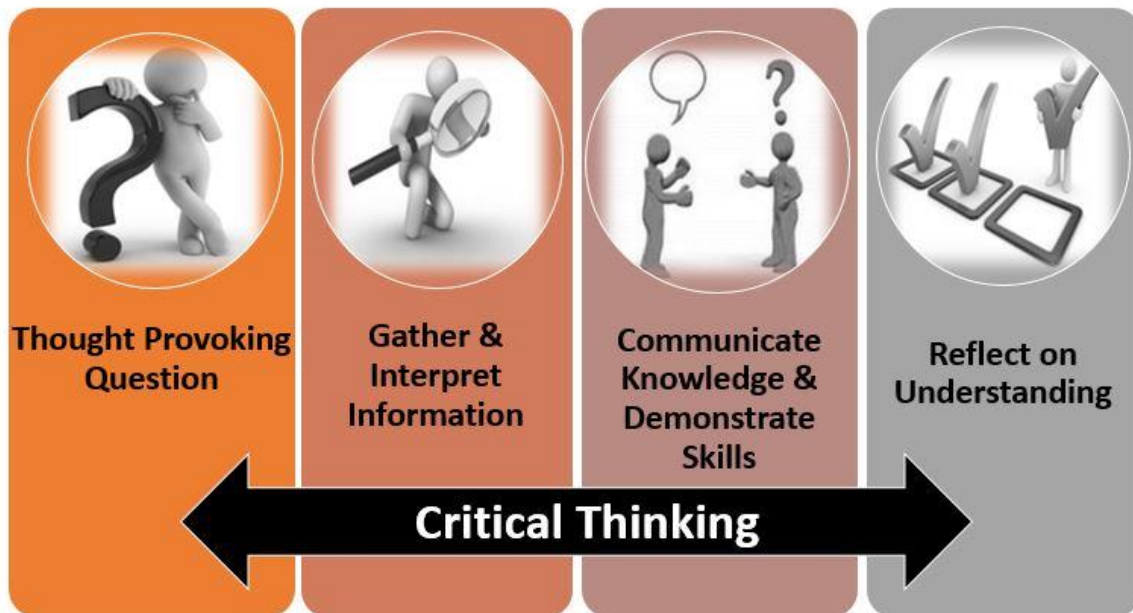 Thought Provoking
Question
Gather &
Interpret
Information
Communicate
Knowledge &
Demonstrate
Skills
Reflect on
Understanding
Critical Thinking